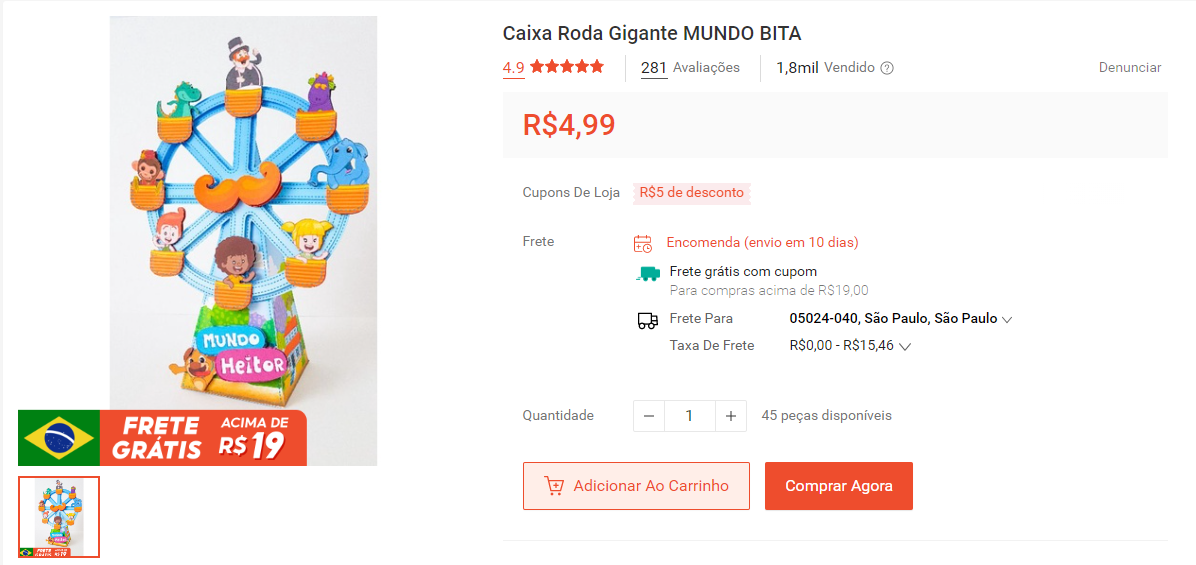 Caixa Roda Gigante MUNDO BITA
4.9 281 Avaliações 1,8mil Vendido ? Denunciar
R$4,99
Cupons De Loja R$5 de desconto
Frete Encomenda (envio em 10 dias)
Frete grátis com cupom
Para compras acima de R$19,00
Frete Para 05024-040, São Paulo, São Paulo
Taxa De Frete R$0,00 - R$15,46
Quantidade − 1 + 45 peças disponíveis
Adicionar Ao Carrinho Comprar Agora
MUNDO
Heitor
FRETE GRÁTIS
ACIMA DE
R$ 19
FRETE GRÁTIS
R$ 19